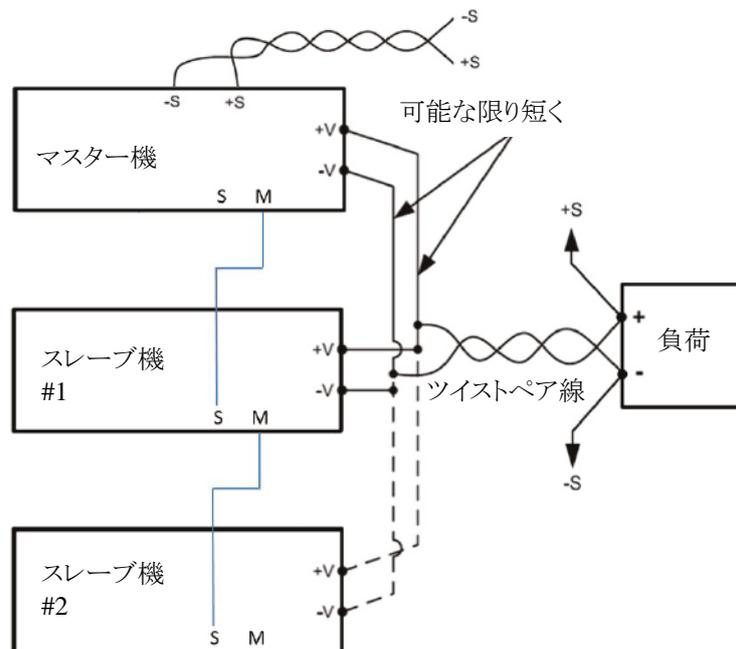 -S
+S
-S +S
可能な限り短く
+V
マスター機
-V
S M
+S
+
負荷
スレーブ機
#1
+V
-
-V
ツイストペア線
S M
-S
スレーブ機
#2
+V
-V
S M